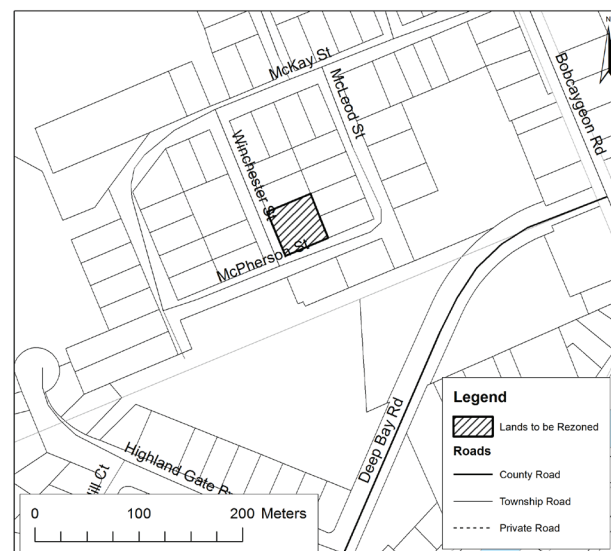 N
McKay St
McLeod St
Bobcaygeon Rd
Winchester St
McPherson St
Deep Bay Rd
Highland Gate
Ct
Legend
Lands to be Rezoned
Roads
County Road
Township Road
Private Road
0 100 200 Meters